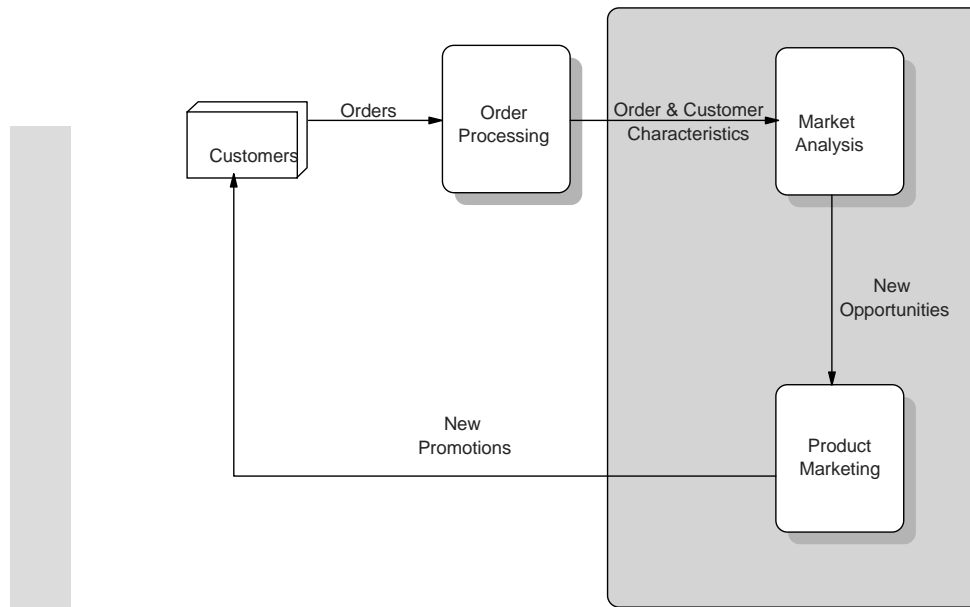 Customers
Orders
Order
Processing
Order & Customer
Characteristics
Market
Analysis
New
Opportunities
Product
Marketing
New
Promotions